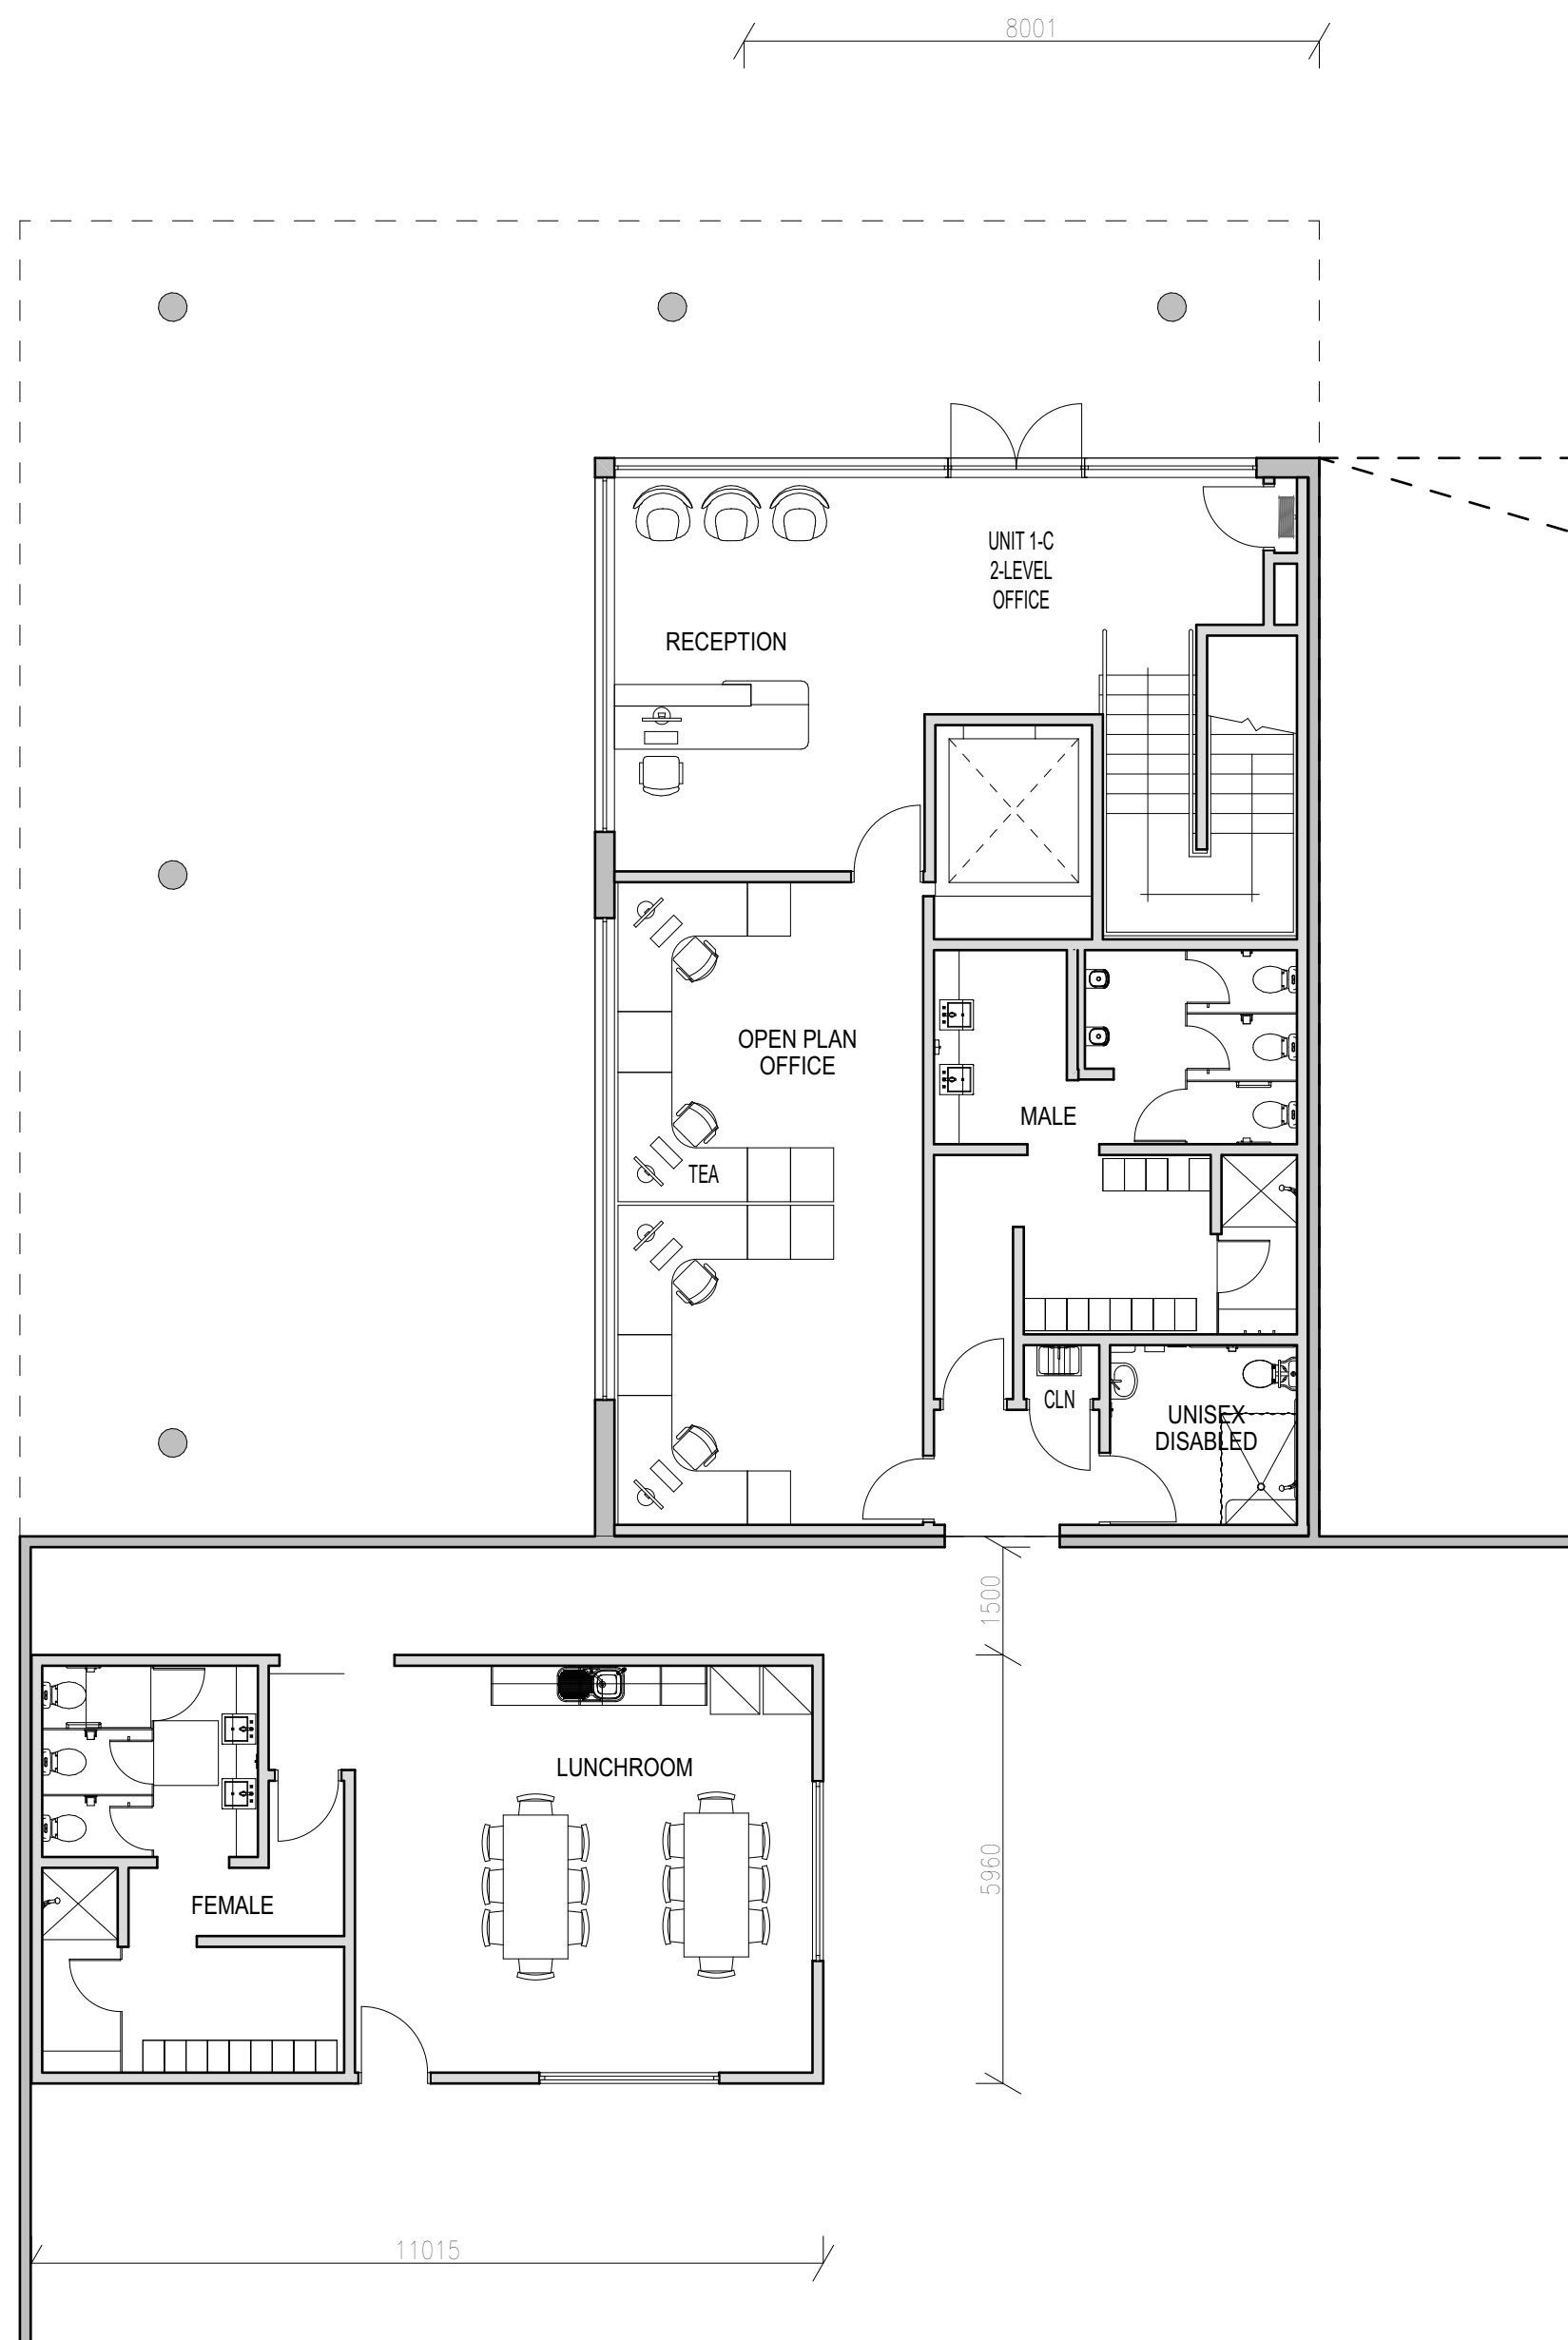 8001
UNIT 1-C
2-LEVEL
OFFICE
RECEPTION
OPEN PLAN
OFFICE
MALE
TEA
CLN
UNISEX
DISABLED
1500
LUNCHROOM
5960
FEMALE
11015